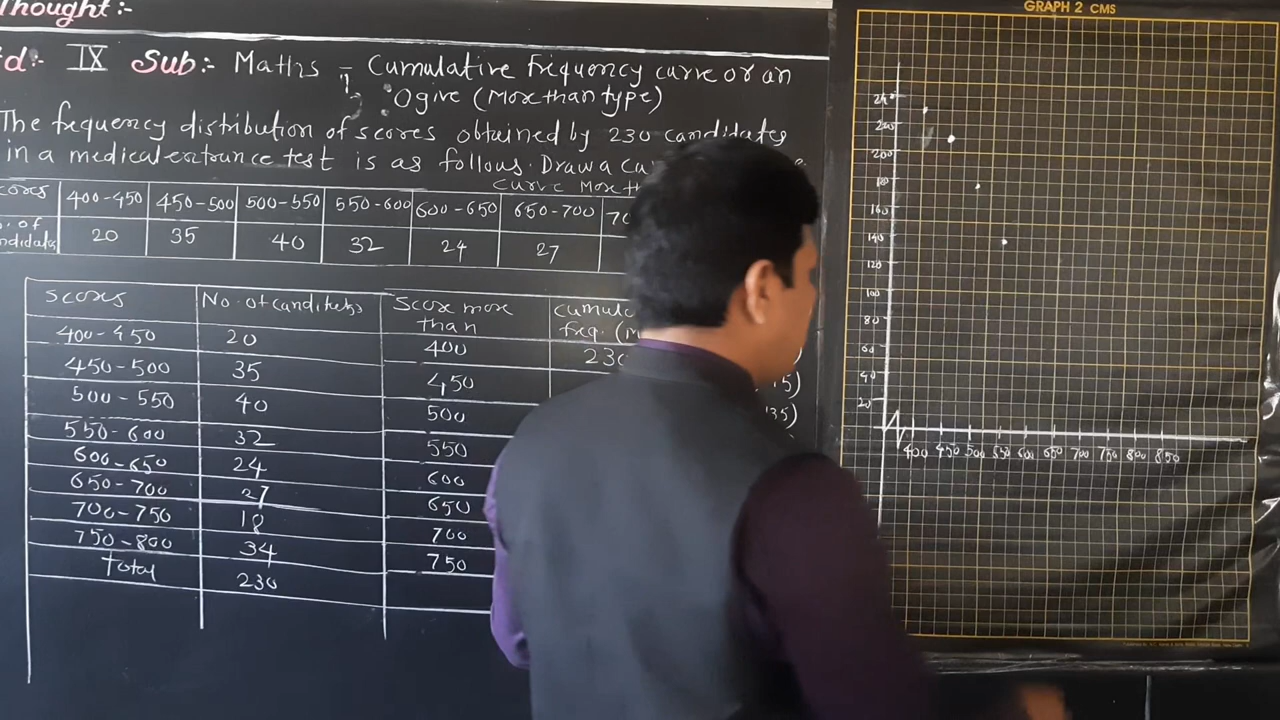 Thought:-
d:- IX Sub:- Maths - Cumulative frequency curve or an
Ogive (More than type)
The frequency distribution of scores obtained by 230 candidates
in a medical entrance test is as follows. Draw a
Curve More
400-450 450-500 500-550 550-600 600-650 650-700
20 35 40 32 24 27
Scores No. of candidates Score more than
400-450 20 400 230
450-500 35 450
500-550 40 500
550-600 32 550
600-650 24 600
650-700 27 650
700-750 18 700
750-800 34 750
Total 230
GRAPH 2 CMS
240
220
200
180
160
140
120
100
80
60
40
20
400 450 500 550 600 650 700 750 800 850